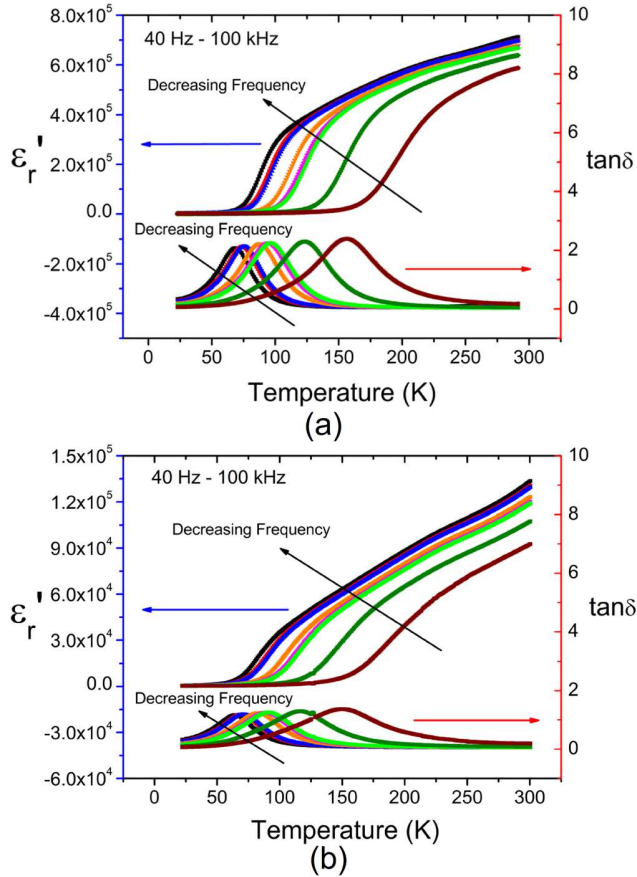 8.0x10⁵
6.0x10⁵
4.0x10⁵
2.0x10⁵
0.0
-2.0x10⁵
-4.0x10⁵
εr'
40 Hz - 100 kHz
Decreasing Frequency
Decreasing Frequency
10
8
6
4
2
0
tanδ
0 50 100 150 200 250 300
Temperature (K)
(a)
1.5x10⁵
1.2x10⁵
9.0x10⁴
6.0x10⁴
3.0x10⁴
0.0
-3.0x10⁴
-6.0x10⁴
εr'
40 Hz - 100 kHz
Decreasing Frequency
Decreasing Frequency
10
8
6
4
2
0
tanδ
0 50 100 150 200 250 300
Temperature (K)
(b)